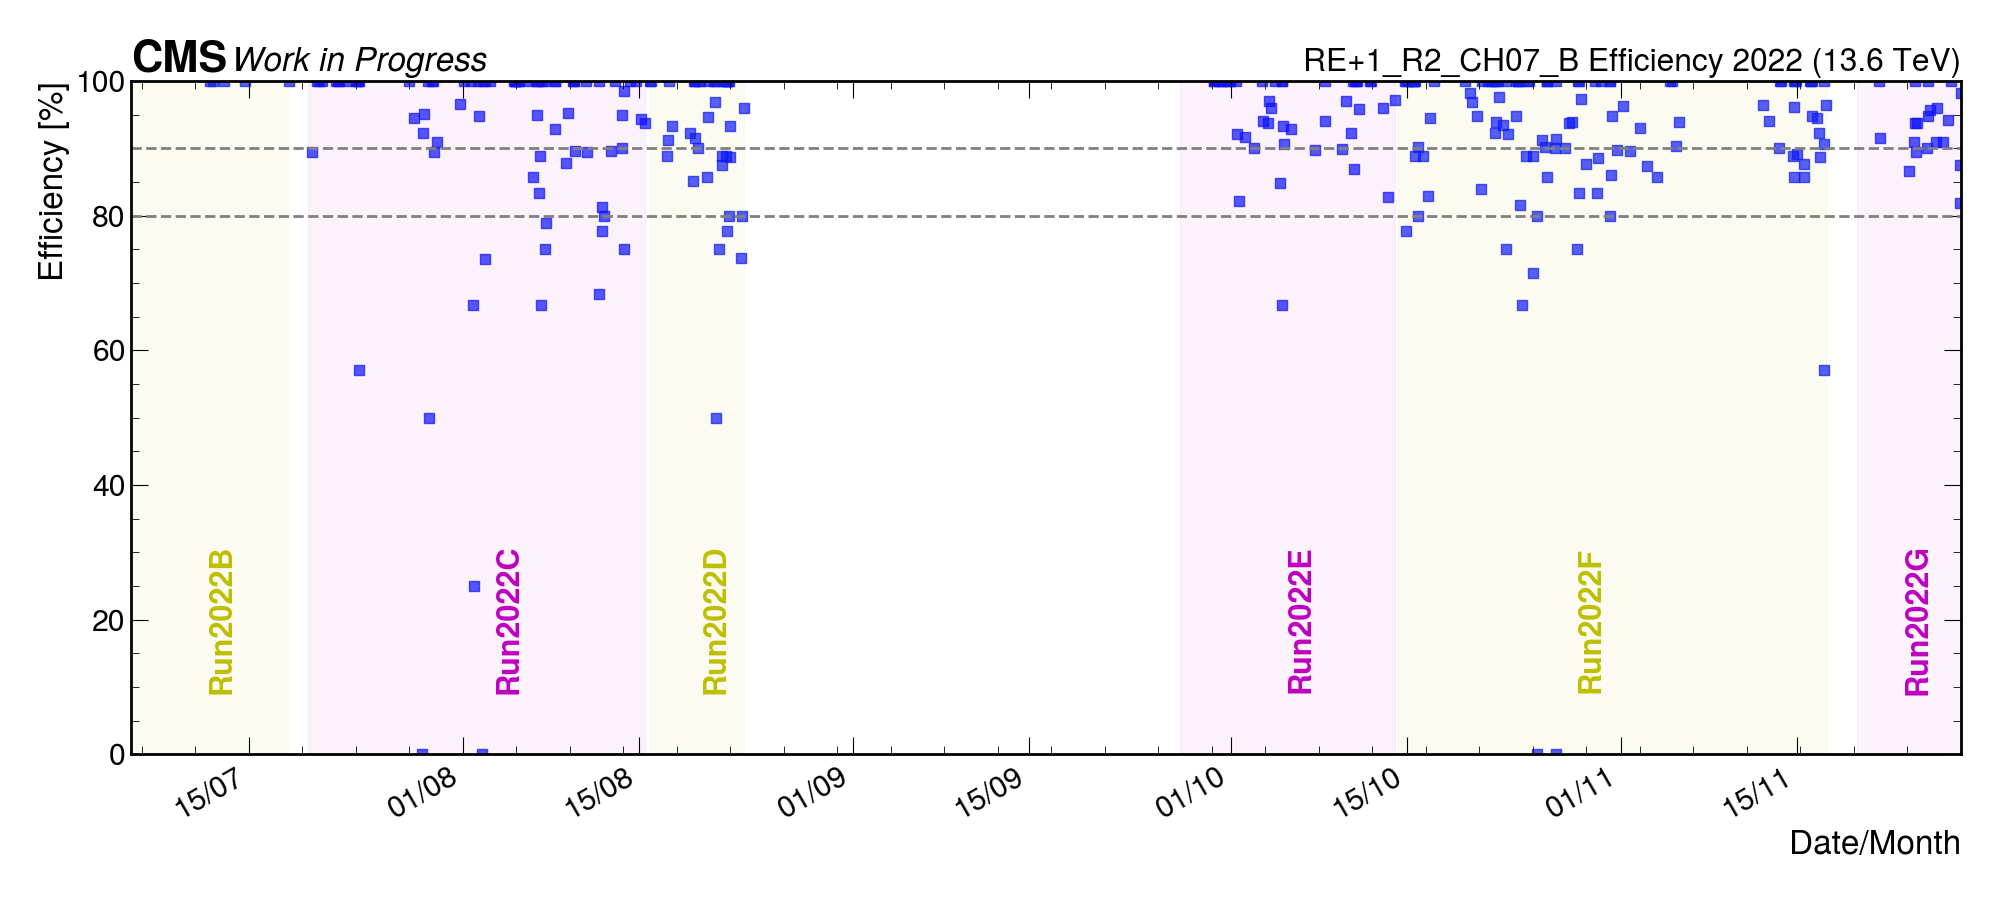 CMS Work in Progress
RE+1_R2_CH07_B Efficiency 2022 (13.6 TeV)
Efficiency [%]
100
80
60
40
20
0
Run2022B
Run2022C
Run2022D
Run2022E
Run2022F
Run2022G
15/07
01/08
15/08
01/09
15/09
01/10
15/10
01/11
15/11
Date/Month